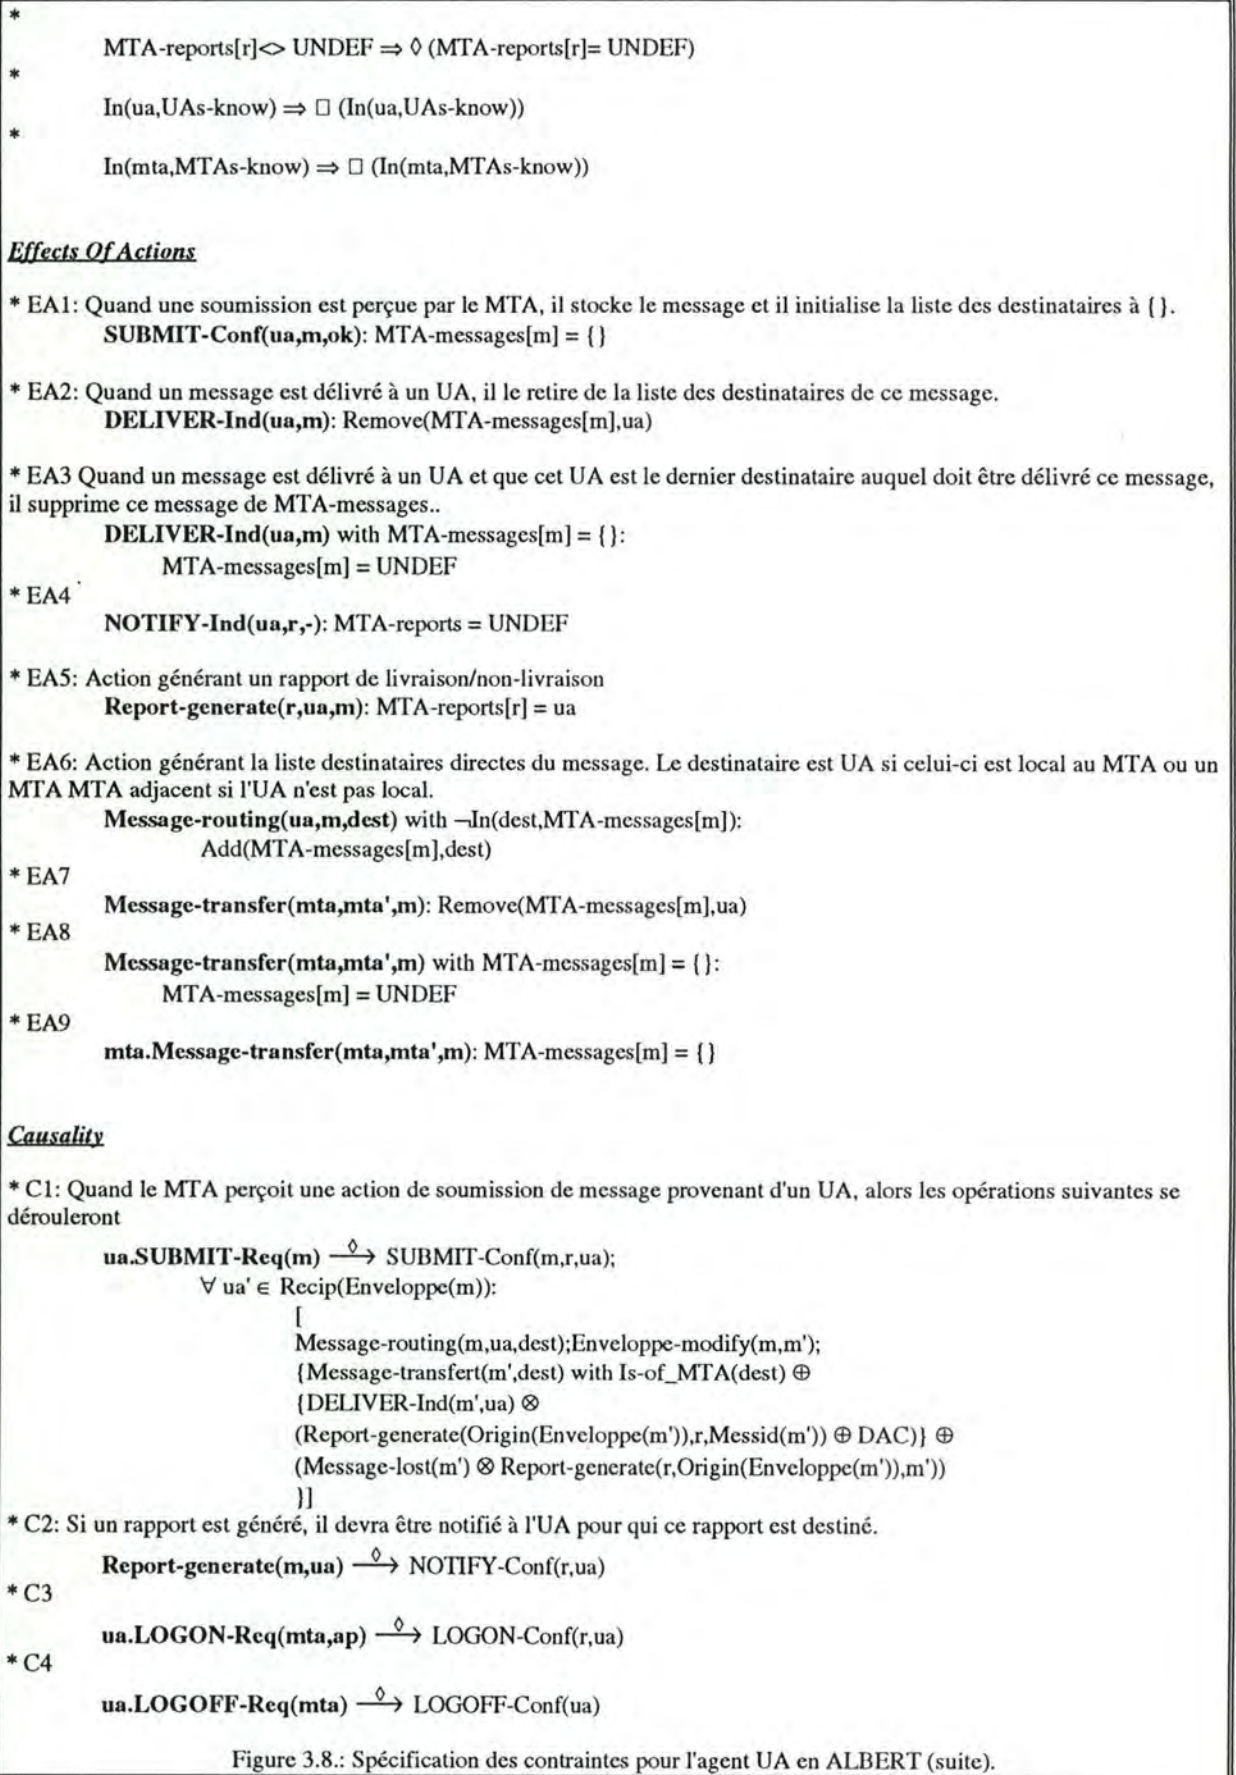 *
MTA-reports[r]<> UNDEF ⇒ ◊ (MTA-reports[r]= UNDEF)
*
In(ua,UAs-know) ⇒ □ (In(ua,UAs-know))
*
In(mta,MTAs-know) ⇒ □ (In(mta,MTAs-know))
Effects Of Actions
* EA1: Quand une soumission est perçue par le MTA, il stocke le message et il initialise la liste des destinataires à { }.
SUBMIT-Conf(ua,m,ok): MTA-messages[m] = { }
* EA2: Quand un message est délivré à un UA, il le retire de la liste des destinataires de ce message.
DELIVER-Ind(ua,m): Remove(MTA-messages[m],ua)
* EA3 Quand un message est délivré à un UA et que cet UA est le dernier destinataire auquel doit être délivré ce message,
il supprime ce message de MTA-messages..
DELIVER-Ind(ua,m) with MTA-messages[m] = { }:
MTA-messages[m] = UNDEF
* EA4
NOTIFY-Ind(ua,r,-): MTA-reports = UNDEF
* EA5: Action générant un rapport de livraison/non-livraison
Report-generate(r,ua,m): MTA-reports[r] = ua
* EA6: Action générant la liste destinataires directes du message. Le destinataire est UA si celui-ci est local au MTA ou un
MTA MTA adjacent si l'UA n'est pas local.
Message-routing(ua,m,dest) with ¬In(dest,MTA-messages[m]):
Add(MTA-messages[m],dest)
* EA7
Message-transfer(mta,mta',m): Remove(MTA-messages[m],ua)
* EA8
Message-transfer(mta,mta',m) with MTA-messages[m] = { }:
MTA-messages[m] = UNDEF
* EA9
mta.Message-transfer(mta,mta',m): MTA-messages[m] = { }
Causality
* C1: Quand le MTA perçoit une action de soumission de message provenant d'un UA, alors les opérations suivantes se
dérouleront
ua.SUBMIT-Req(m) —◊→ SUBMIT-Conf(m,r,ua);
∀ ua' ∈ Recip(Enveloppe(m)):
[
Message-routing(m,ua,dest);Enveloppe-modify(m,m');
{Message-transfert(m',dest) with Is-of_MTA(dest) ⊕
{DELIVER-Ind(m',ua) ⊗
(Report-generate(Origin(Enveloppe(m')),r,Messid(m')) ⊕ DAC)} ⊕
(Message-lost(m') ⊗ Report-generate(r,Origin(Enveloppe(m')),m'))
}]
* C2: Si un rapport est généré, il devra être notifié à l'UA pour qui ce rapport est destiné.
Report-generate(m,ua) —◊→ NOTIFY-Conf(r,ua)
* C3
ua.LOGON-Req(mta,ap) —◊→ LOGON-Conf(r,ua)
* C4
ua.LOGOFF-Req(mta) —◊→ LOGOFF-Conf(ua)
Figure 3.8.: Spécification des contraintes pour l'agent UA en ALBERT (suite).